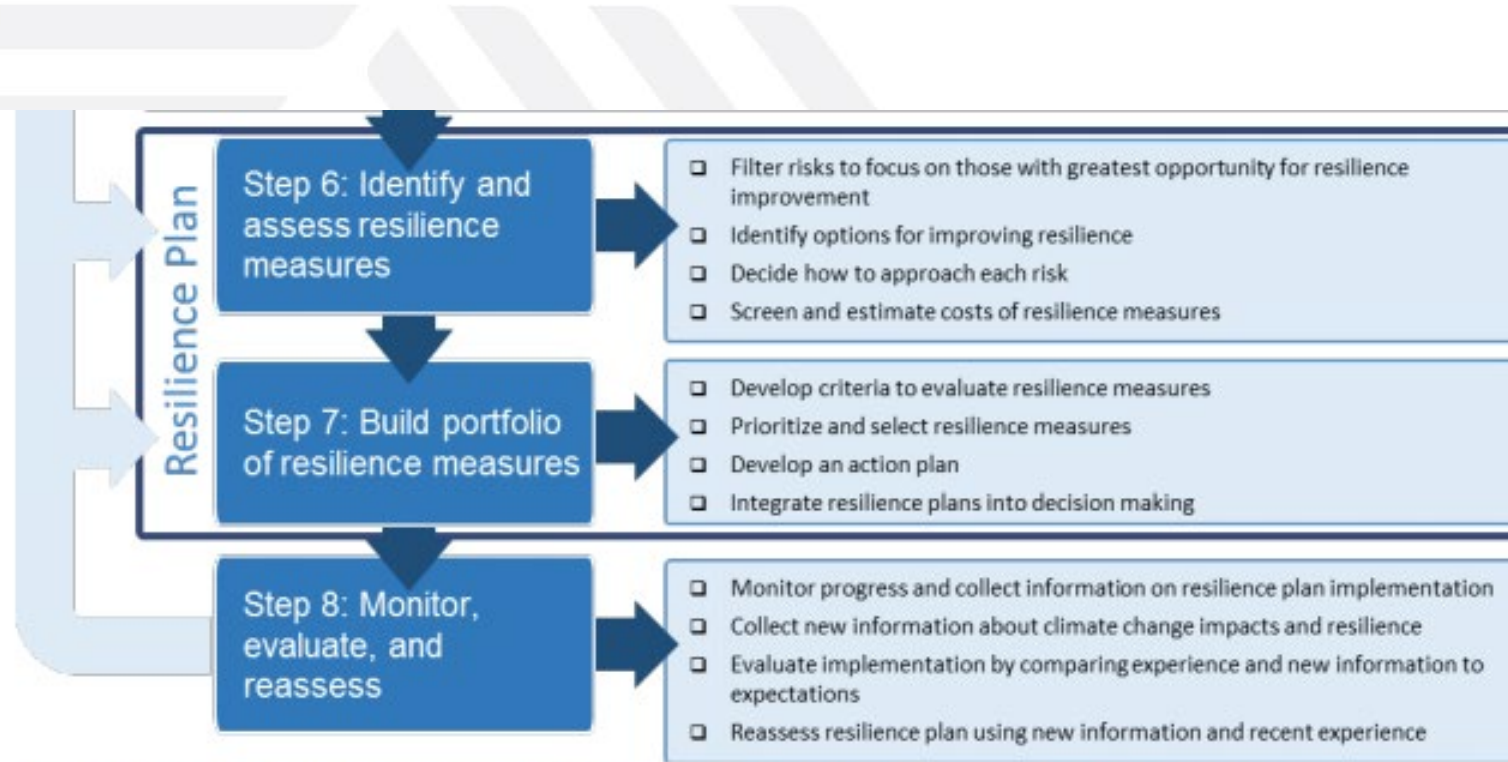 Resilience Plan
Step 6: Identify and
assess resilience
measures
❑ Filter risks to focus on those with greatest opportunity for resilience
improvement
❑ Identify options for improving resilience
❑ Decide how to approach each risk
❑ Screen and estimate costs of resilience measures
Step 7: Build portfolio
of resilience measures
❑ Develop criteria to evaluate resilience measures
❑ Prioritize and select resilience measures
❑ Develop an action plan
❑ Integrate resilience plans into decision making
Step 8: Monitor,
evaluate, and
reassess
❑ Monitor progress and collect information on resilience plan implementation
❑ Collect new information about climate change impacts and resilience
❑ Evaluate implementation by comparing experience and new information to
expectations
❑ Reassess resilience plan using new information and recent experience